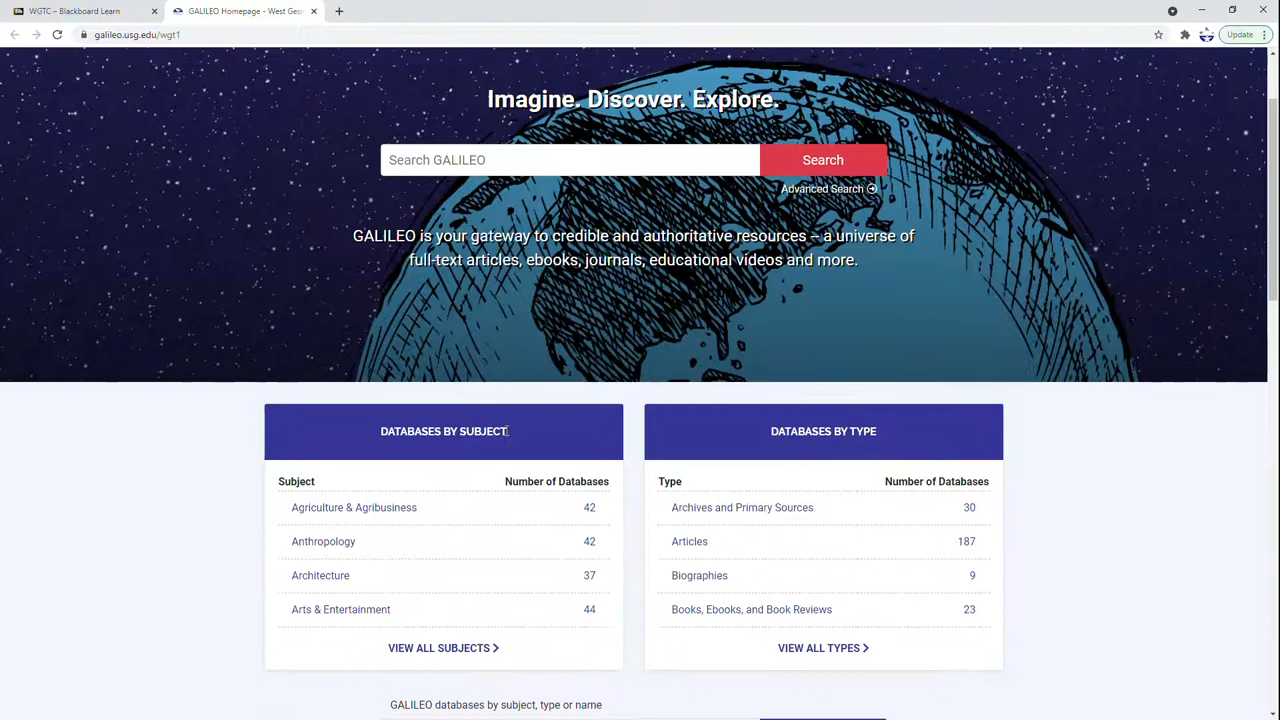 WGTC – Blackboard Learn
GALILEO Homepage - West Geo
galileo.usg.edu/wgt1
Update
Imagine. Discover. Explore.
Search GALILEO
Search
Advanced Search
GALILEO is your gateway to credible and authoritative resources – a universe of
full-text articles, ebooks, journals, educational videos and more.
DATABASES BY SUBJECT
Subject Number of Databases
Agriculture & Agribusiness 42
Anthropology 42
Architecture 37
Arts & Entertainment 44
VIEW ALL SUBJECTS
DATABASES BY TYPE
Type Number of Databases
Archives and Primary Sources 30
Articles 187
Biographies 9
Books, Ebooks, and Book Reviews 23
VIEW ALL TYPES
GALILEO databases by subject, type or name